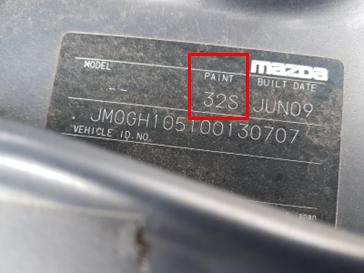 mazda
MODEL PAINT BUILT DATE
32S JUN09
JM0GH105100130707
VEHICLE ID.NO.